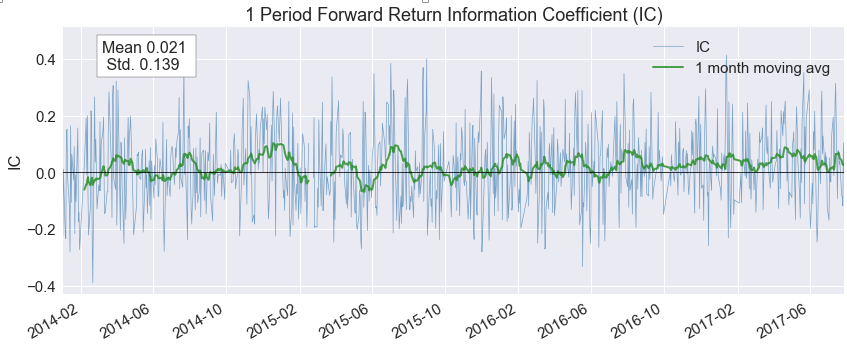 1 Period Forward Return Information Coefficient (IC)
Mean 0.021
Std. 0.139
IC
1 month moving avg
IC
0.4
0.2
0.0
−0.2
−0.4
2014-02
2014-06
2014-10
2015-02
2015-06
2015-10
2016-02
2016-06
2016-10
2017-02
2017-06